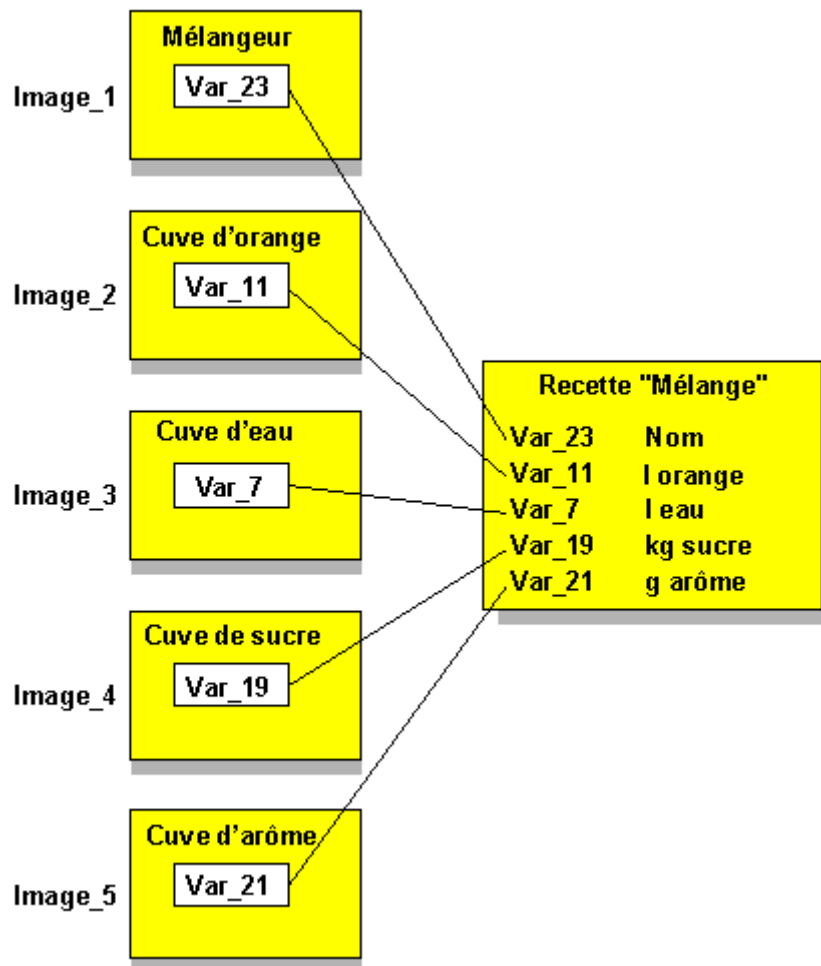 Mélangeur
Var_23
Image_1
Cuve d'orange
Var_11
Image_2
Cuve d'eau
Var_7
Image_3
Cuve de sucre
Var_19
Image_4
Cuve d'arôme
Var_21
Image_5
Recette "Mélange"
Var_23 Nom
Var_11 l orange
Var_7 l eau
Var_19 kg sucre
Var_21 g arôme